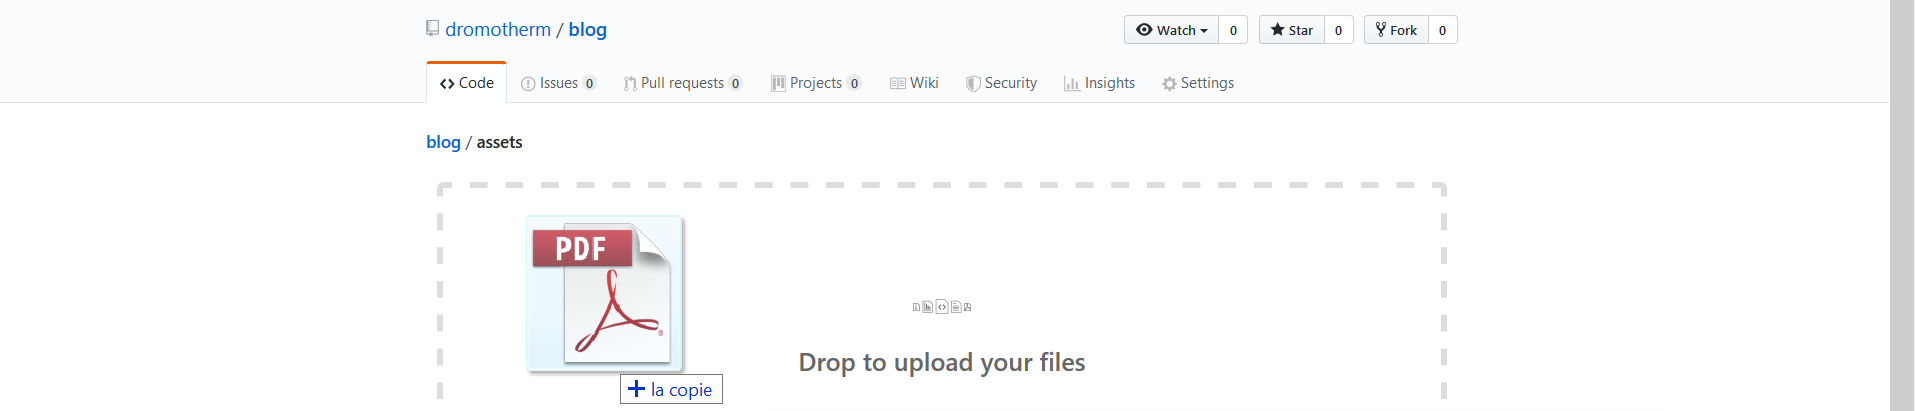 dromotherm / blog
Watch 0 Star 0 Fork 0
Code Issues 0 Pull requests 0 Projects 0 Wiki Security Insights Settings
blog / assets
PDF
Drop to upload your files
+ la copie